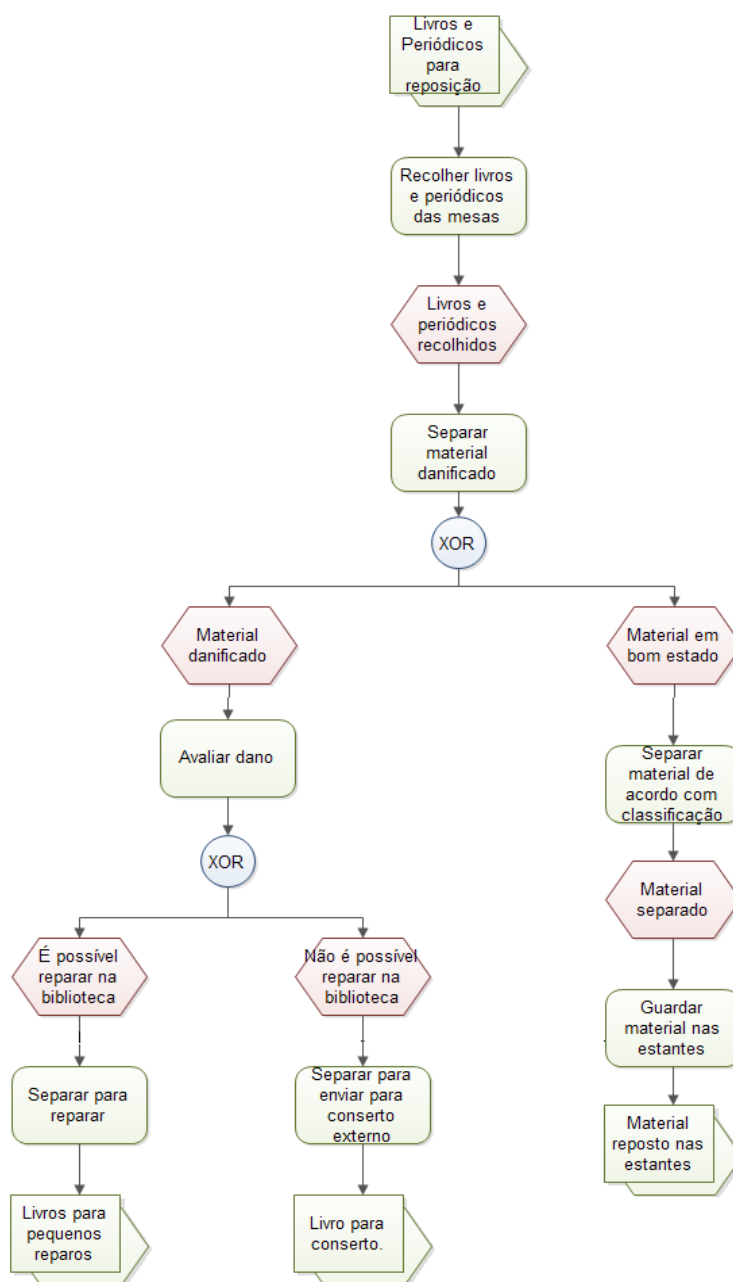 Livros e
Periódicos
para
reposição
Recolher livros
e periódicos
das mesas
Livros e
periódicos
recolhidos
Separar
material
danificado
XOR
Material
danificado
Material em
bom estado
Avaliar dano
Separar
material de
acordo com
classificação
XOR
Material
separado
É possível
reparar na
biblioteca
Não é possível
reparar na
biblioteca
Guardar
material nas
estantes
Separar para
reparar
Separar para
enviar para
conserto
externo
Material
reposto nas
estantes
Livros para
pequenos
reparos
Livro para
conserto.